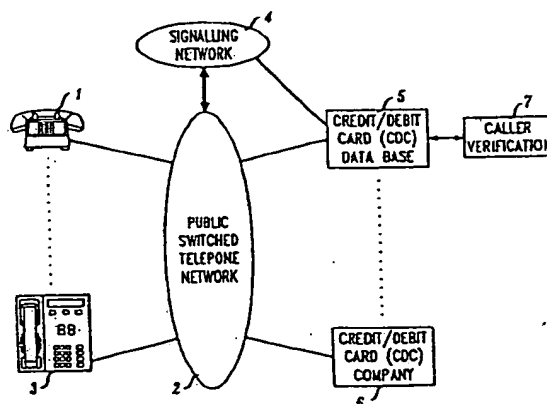 4
SIGNALLING
NETWORK
1
5
CREDIT/DEBIT
CARD (CDC)
DATA BASE
7
CALLER
VERIFICATION
PUBLIC
SWITCHED
TELEPONE
NETWORK
3
2
CREDIT/DEBIT
CARD (CDC)
COMPANY
6